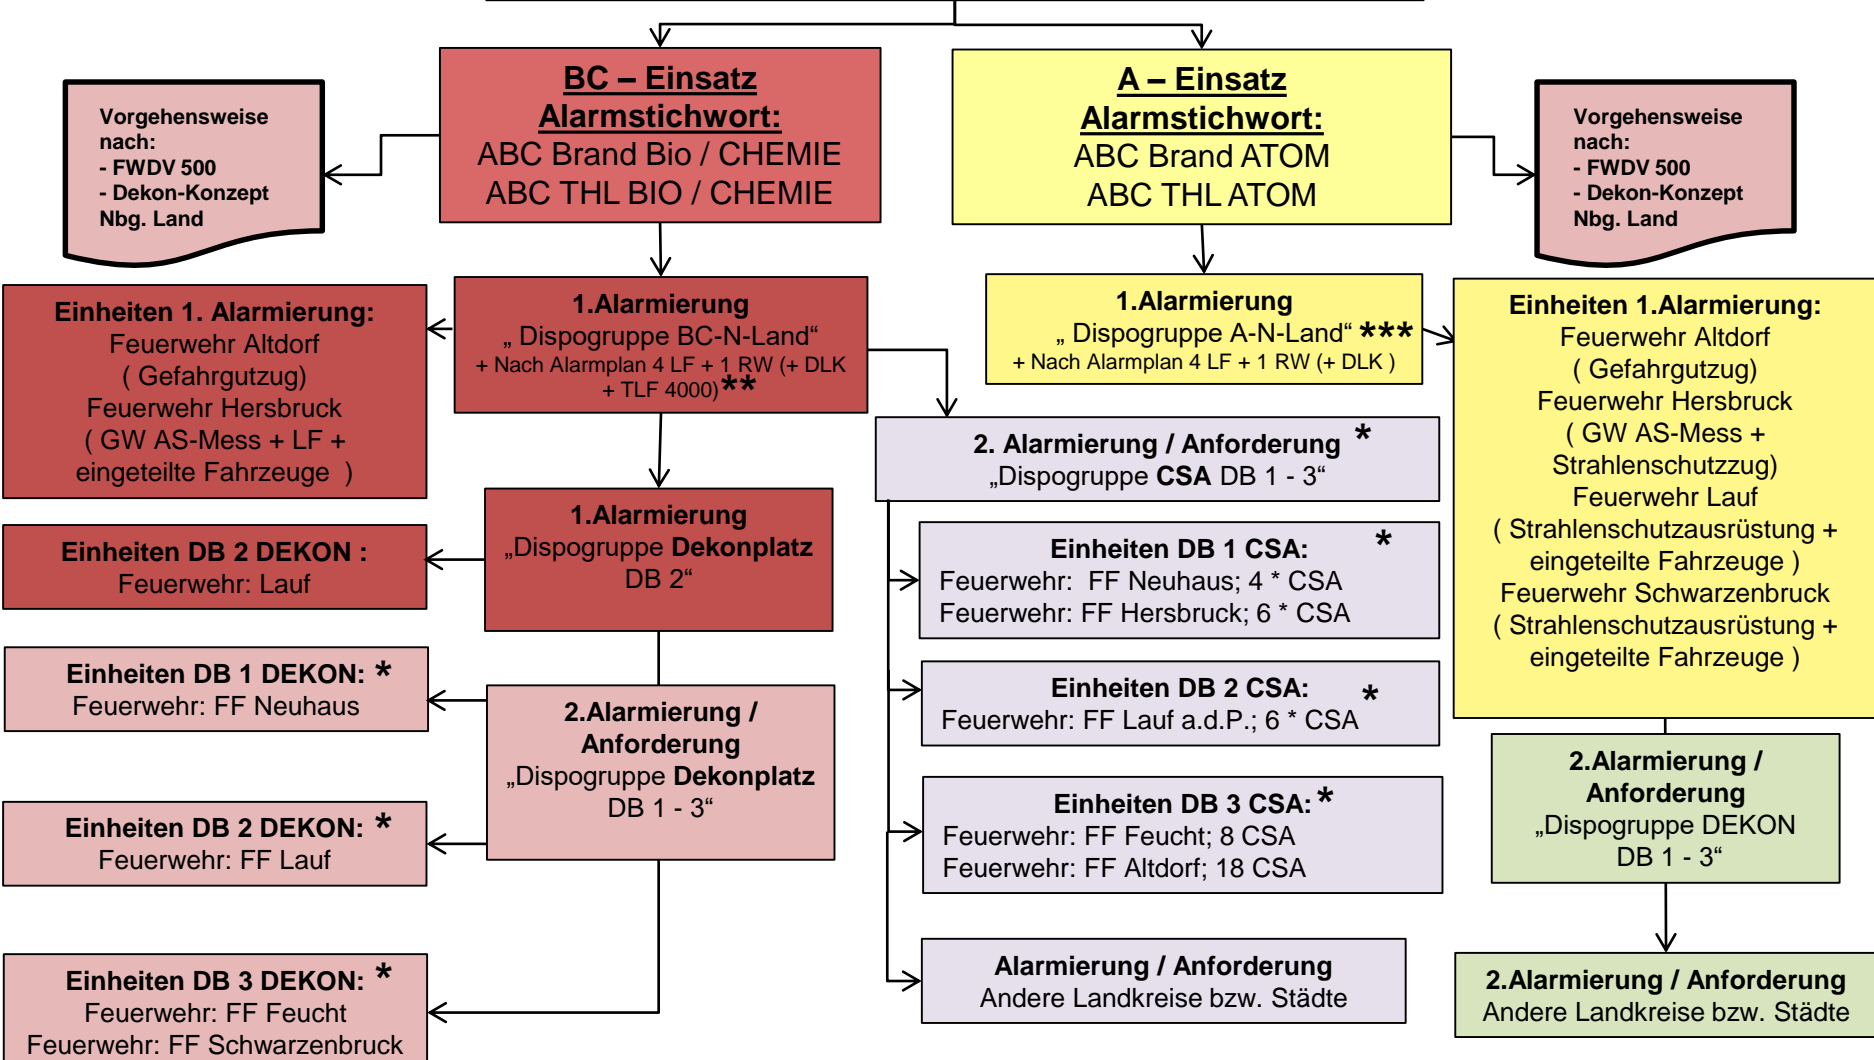 BC – Einsatz
Alarmstichwort:
ABC Brand Bio / CHEMIE
ABC THL BIO / CHEMIE
A – Einsatz
Alarmstichwort:
ABC Brand ATOM
ABC THL ATOM
Vorgehensweise
nach:
- FWDV 500
- Dekon-Konzept
Nbg. Land
Vorgehensweise
nach:
- FWDV 500
- Dekon-Konzept
Nbg. Land
Einheiten 1. Alarmierung:
Feuerwehr Altdorf
( Gefahrgutzug)
Feuerwehr Hersbruck
( GW AS-Mess + LF +
eingeteilte Fahrzeuge )
1.Alarmierung
„ Dispogruppe BC-N-Land“
+ Nach Alarmplan 4 LF + 1 RW (+ DLK
+ TLF 4000)**
1.Alarmierung
„ Dispogruppe A-N-Land“ ***
+ Nach Alarmplan 4 LF + 1 RW (+ DLK )
Einheiten 1.Alarmierung:
Feuerwehr Altdorf
( Gefahrgutzug)
Feuerwehr Hersbruck
( GW AS-Mess +
Strahlenschutzzug)
Feuerwehr Lauf
( Strahlenschutzausrüstung +
eingeteilte Fahrzeuge )
Feuerwehr Schwarzenbruck
( Strahlenschutzausrüstung +
eingeteilte Fahrzeuge )
2. Alarmierung / Anforderung *
„Dispogruppe CSA DB 1 - 3“
Einheiten DB 2 DEKON :
Feuerwehr: Lauf
1.Alarmierung
„Dispogruppe Dekonplatz
DB 2“
Einheiten DB 1 CSA: *
Feuerwehr: FF Neuhaus; 4 * CSA
Feuerwehr: FF Hersbruck; 6 * CSA
Einheiten DB 1 DEKON: *
Feuerwehr: FF Neuhaus
2.Alarmierung /
Anforderung
„Dispogruppe Dekonplatz
DB 1 - 3“
Einheiten DB 2 CSA: *
Feuerwehr: FF Lauf a.d.P.; 6 * CSA
2.Alarmierung /
Anforderung
„Dispogruppe DEKON
DB 1 - 3“
Einheiten DB 2 DEKON: *
Feuerwehr: FF Lauf
Einheiten DB 3 CSA: *
Feuerwehr: FF Feucht; 8 CSA
Feuerwehr: FF Altdorf; 18 CSA
Einheiten DB 3 DEKON: *
Feuerwehr: FF Feucht
Feuerwehr: FF Schwarzenbruck
Alarmierung / Anforderung
Andere Landkreise bzw. Städte
2.Alarmierung / Anforderung
Andere Landkreise bzw. Städte